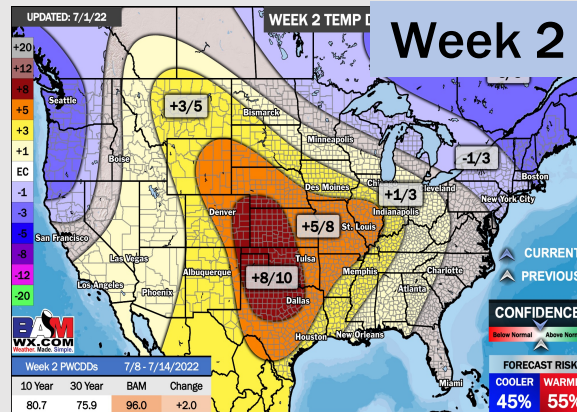 UPDATED: 7/1/22
WEEK 2 TEMP D
Week 2
+20
+12
+8
+5
+3
+1
EC
-1
-3
-5
-8
-12
-20
Seattle
+3/5
Bismarck
Minneapolis
Boise
-1/3
Boston
Des Moines
Chi
+1/3
leveland
New York City
Denver
Indianapolis
+5/8
St. Louis
San Francisco
Las Vegas
Tulsa
CURRENT
Albuquerque
+8/10
Memphis
Charlotte
PREVIOUS
Los Angeles
Phoenix
Dallas
Atlanta
Houston
New Orleans
CONFIDENCE
Below Normal
Above Norm
BAM
WX.COM
Weather. Made. Simple.
Miami
FORECAST RISK
COOLER
WARME
45%
55%
Week 2 PWCDDs
7/8 - 7/14/2022
10 Year
30 Year
BAM
Change
80.7
75.9
96.0
+2.0